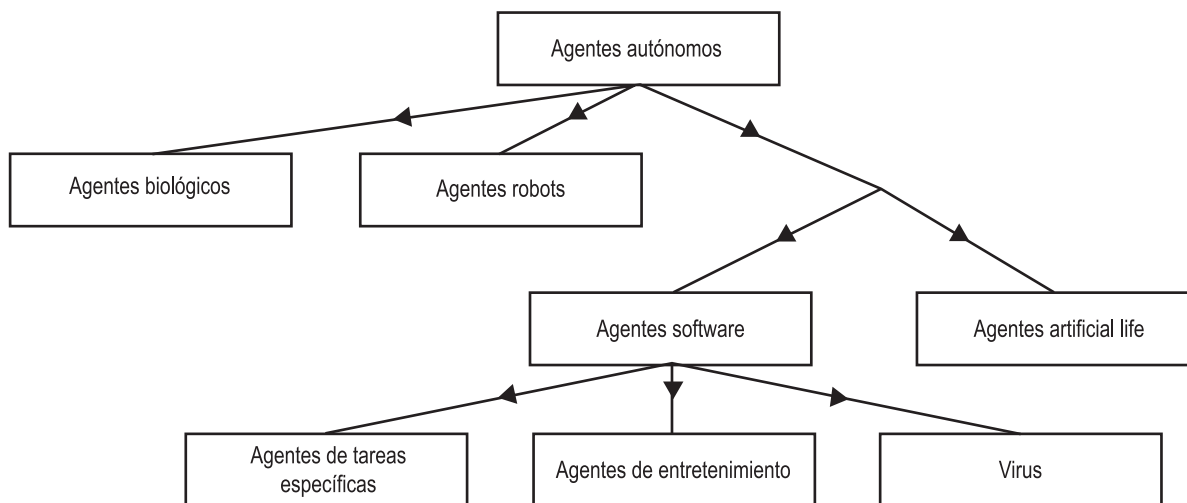 Agentes autónomos
Agentes biológicos
Agentes robots
Agentes software
Agentes artificial life
Agentes de tareas
específicas
Agentes de entretenimiento
Virus